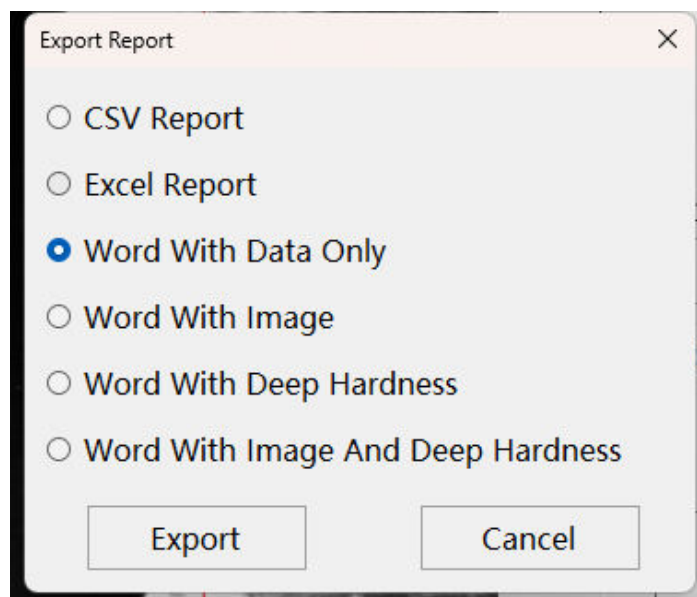 Export Report
CSV Report
Excel Report
Word With Data Only
Word With Image
Word With Deep Hardness
Word With Image And Deep Hardness
Export Cancel